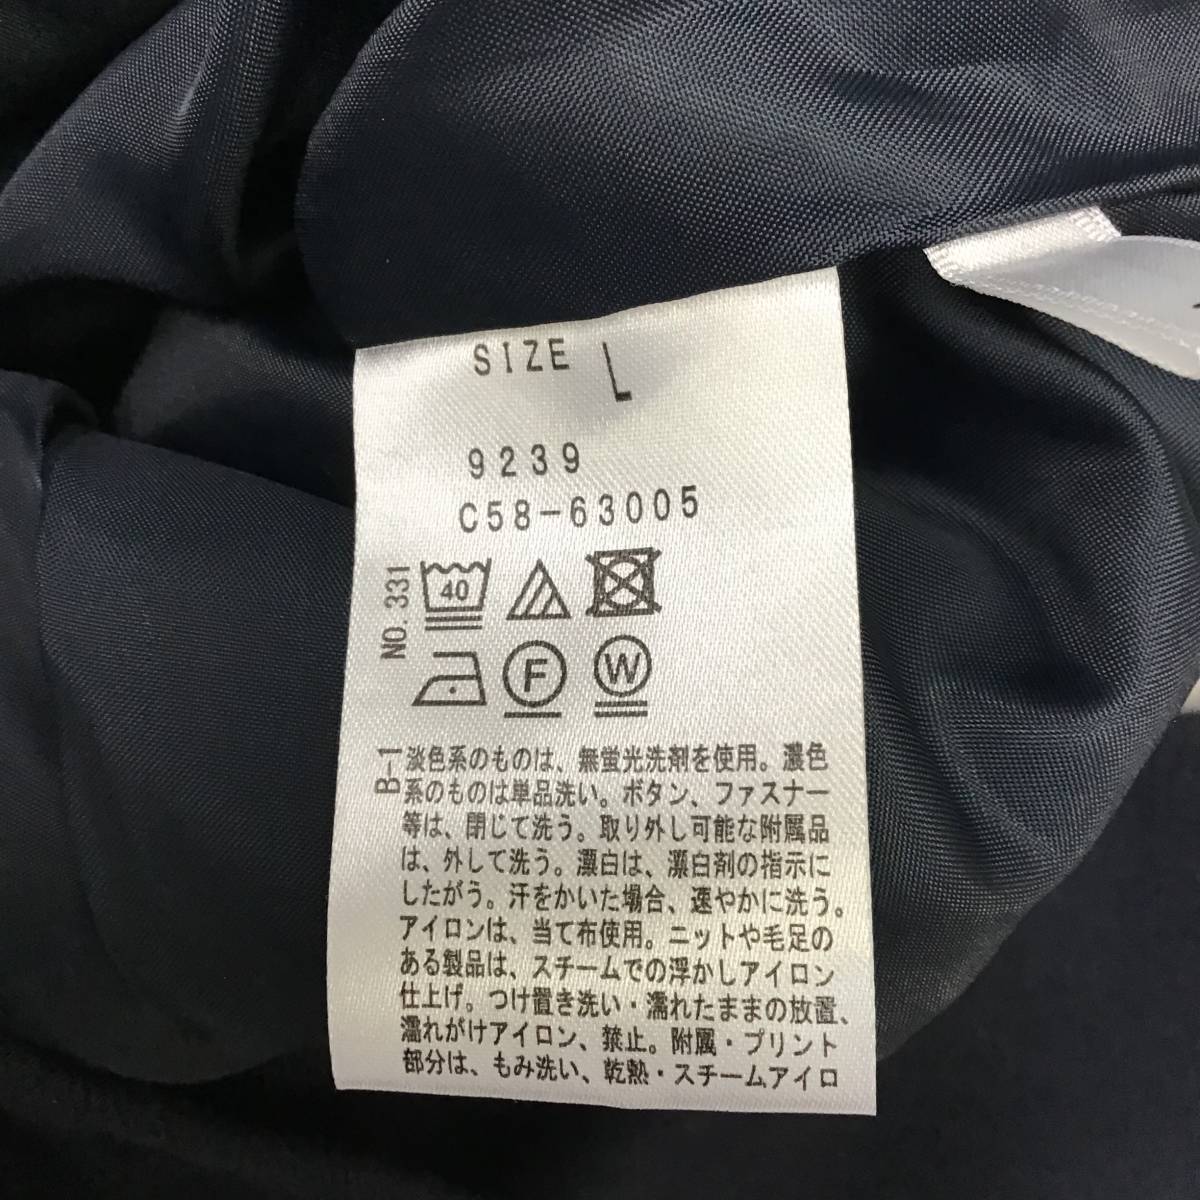 SIZE L
9239
C58-63005
NO.331
40
F
W
B-1
淡色系のものは、無蛍光洗剤を使用。濃色
系のものは単品洗い。ボタン、ファスナー
等は、閉じて洗う。取り外し可能な附属品
は、外して洗う。漂白は、漂白剤の指示に
したがう。汗をかいた場合、速やかに洗う。
アイロンは、当て布使用。ニットや毛足の
ある製品は、スチームでの浮かしアイロン
仕上げ。つけ置き洗い・濡れたままの放置、
濡れがけアイロン、禁止。附属・プリント
部分は、もみ洗い、乾熱・スチームアイロ